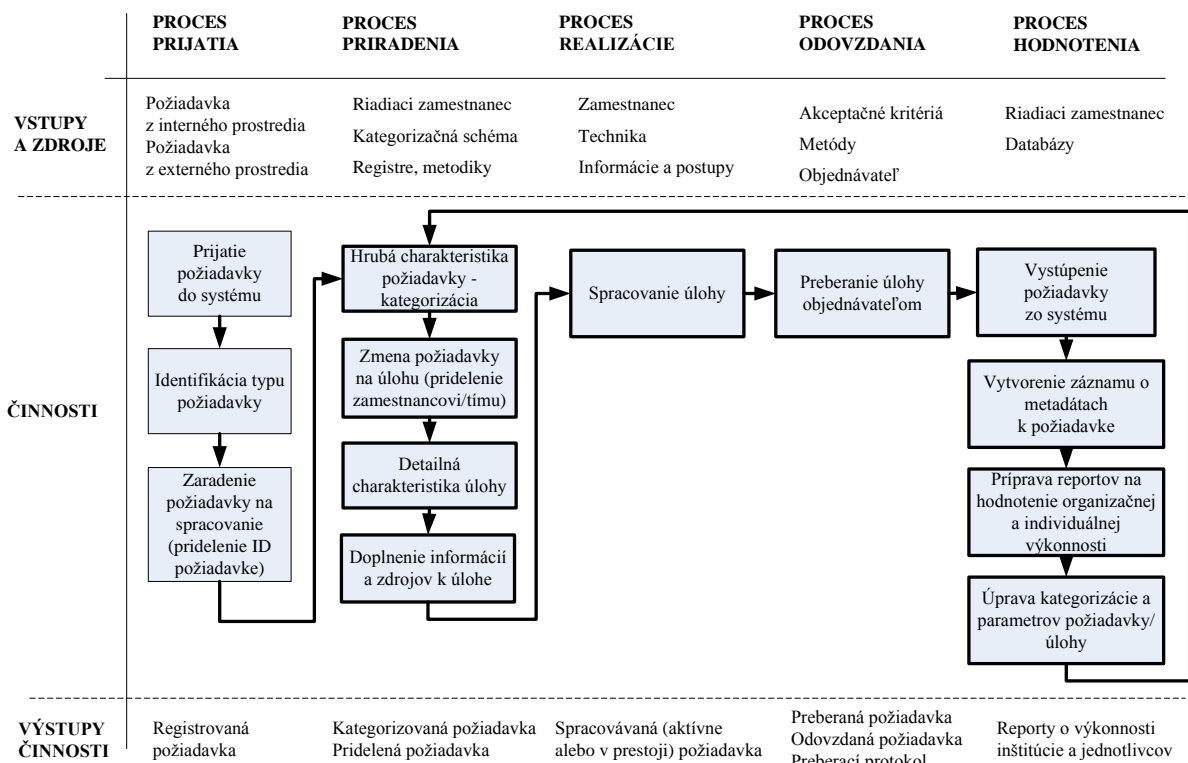 PROCES
PRIJATIA
PROCES
PRIRADENIA
PROCES
REALIZÁCIE
PROCES
ODOVZDANIA
PROCES
HODNOTENIA
VSTUPY
A ZDROJE
Požiadavka
z interného prostredia
Požiadavka
z externého prostredia
Riadiaci zamestnanec
Kategorizačná schéma
Registre, metodiky
Zamestnanec
Technika
Informácie a postupy
Akceptačné kritériá
Metódy
Objednávateľ
Riadiaci zamestnanec
Databázy
ČINNOSTI
Prijatie
požiadavky
do systému
Identifikácia typu
požiadavky
Zaradenie
požiadavky na
spracovanie
(pridelenie ID
požiadavke)
Hrubá charakteristika
požiadavky -
kategorizácia
Zmena požiadavky
na úlohu (pridelenie
zamestnancovi/tímu)
Detailná
charakteristika úlohy
Doplnenie informácií
a zdrojov k úlohe
Spracovanie úlohy
Preberanie úlohy
objednávateľom
Vystúpenie
požiadavky
zo systému
Vytvorenie záznamu o
metadátach
k požiadavke
Príprava reportov na
hodnotenie organizačnej
a individuálnej
výkonnosti
Úprava kategorizácie a
parametrov požiadavky/
úlohy
VÝSTUPY
ČINNOSTI
Registrovaná
požiadavka
Kategorizovaná požiadavka
Pridelená požiadavka
Spracovávaná (aktívne
alebo v prestoji) požiadavka
Preberaná požiadavka
Odovzdaná požiadavka
Preberací protokol
Reporty o výkonnosti
inštitúcie a jednotlivcov